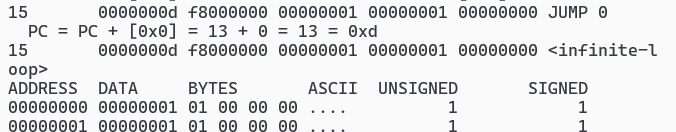 15       0000000d f8000000 00000001 00000001 00000000 JUMP 0
  PC = PC + [0x0] = 13 + 0 = 13 = 0xd
15       0000000d f8000000 00000001 00000001 00000000 <infinite-l
oop>
ADDRESS  DATA     BYTES       ASCII  UNSIGNED       SIGNED
00000000 00000001 01 00 00 00 ....          1            1
00000001 00000001 01 00 00 00 ....          1            1